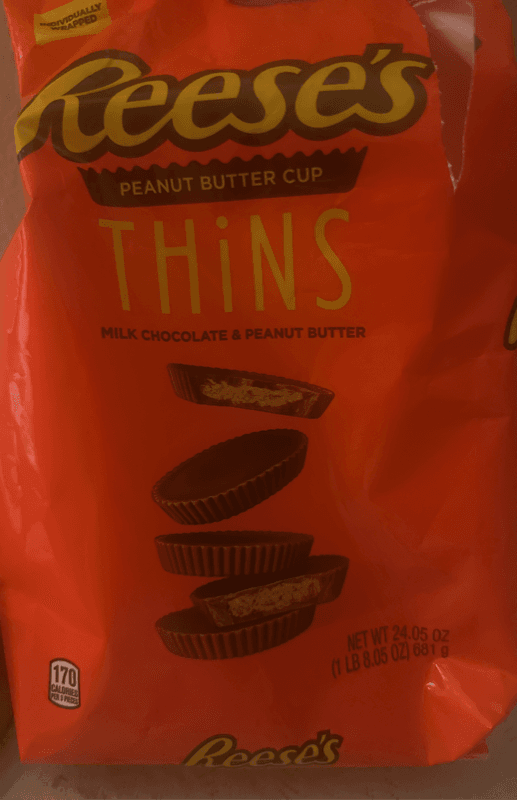 INDIVIDUALLY
WRAPPED
Reese's
PEANUT BUTTER CUP
THiNS
MILK CHOCOLATE & PEANUT BUTTER
NET WT 24.05 OZ
(1 LB 8.05 OZ) 681 g
170
CALORIES
PER 3 PIECES
Reese's